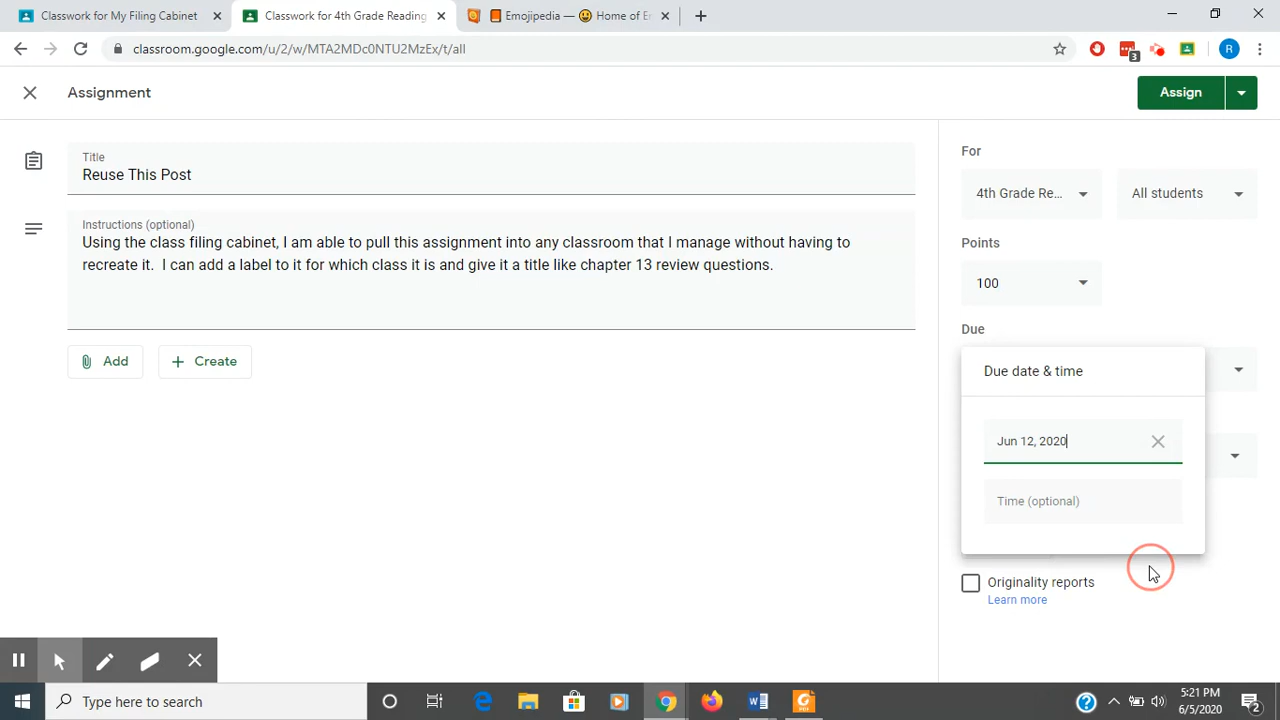 Classwork for My Filing Cabinet
Classwork for 4th Grade Reading
Emojipedia — 😃 Home of E
classroom.google.com/u/2/w/MTA2MDc0NTU2MzEx/t/all
3
R
Assignment
Assign
Title
Reuse This Post
Instructions (optional)
Using the class filing cabinet, I am able to pull this assignment into any classroom that I manage without having to
recreate it.  I can add a label to it for which class it is and give it a title like chapter 13 review questions.
Add
Create
For
4th Grade Re...
All students
Points
100
Due
Due date & time
Jun 12, 2020
Time (optional)
Originality reports
Learn more
Type here to search
5:21 PM
6/5/2020
2